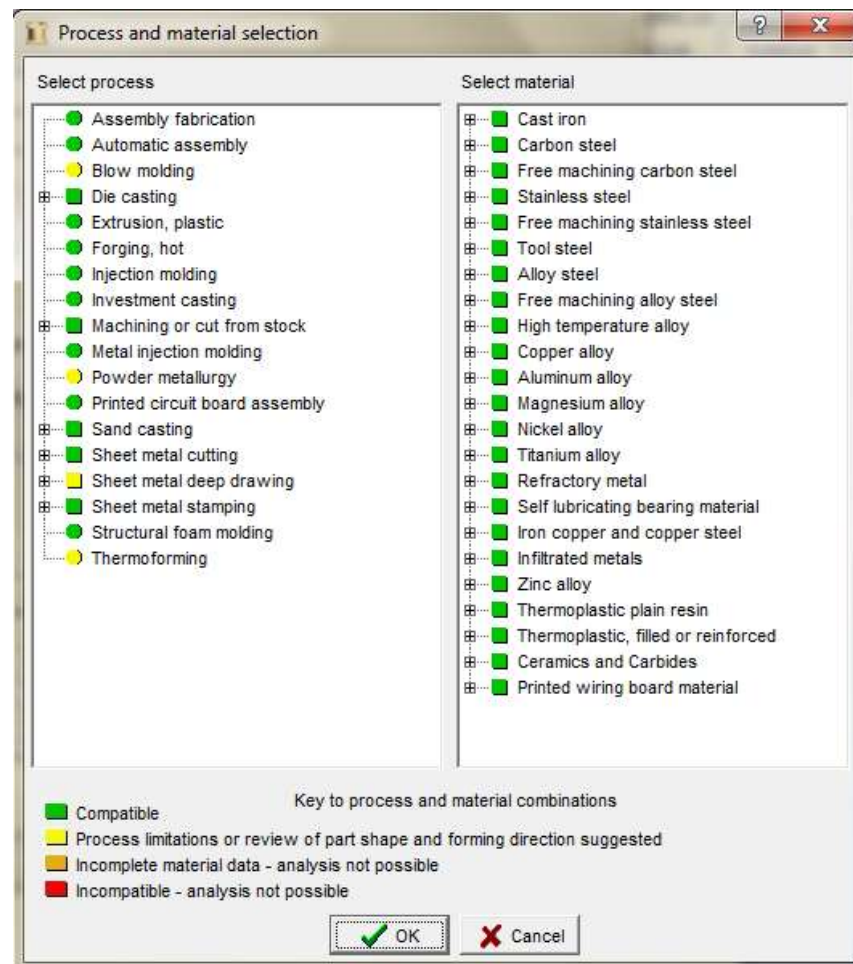 Process and material selection
Select process
Assembly fabrication
Automatic assembly
Blow molding
Die casting
Extrusion, plastic
Forging, hot
Injection molding
Investment casting
Machining or cut from stock
Metal injection molding
Powder metallurgy
Printed circuit board assembly
Sand casting
Sheet metal cutting
Sheet metal deep drawing
Sheet metal stamping
Structural foam molding
Thermoforming
Select material
Cast iron
Carbon steel
Free machining carbon steel
Stainless steel
Free machining stainless steel
Tool steel
Alloy steel
Free machining alloy steel
High temperature alloy
Copper alloy
Aluminum alloy
Magnesium alloy
Nickel alloy
Titanium alloy
Refractory metal
Self lubricating bearing material
Iron copper and copper steel
Infiltrated metals
Zinc alloy
Thermoplastic plain resin
Thermoplastic, filled or reinforced
Ceramics and Carbides
Printed wiring board material
Key to process and material combinations
Compatible
Process limitations or review of part shape and forming direction suggested
Incomplete material data - analysis not possible
Incompatible - analysis not possible
OK
Cancel